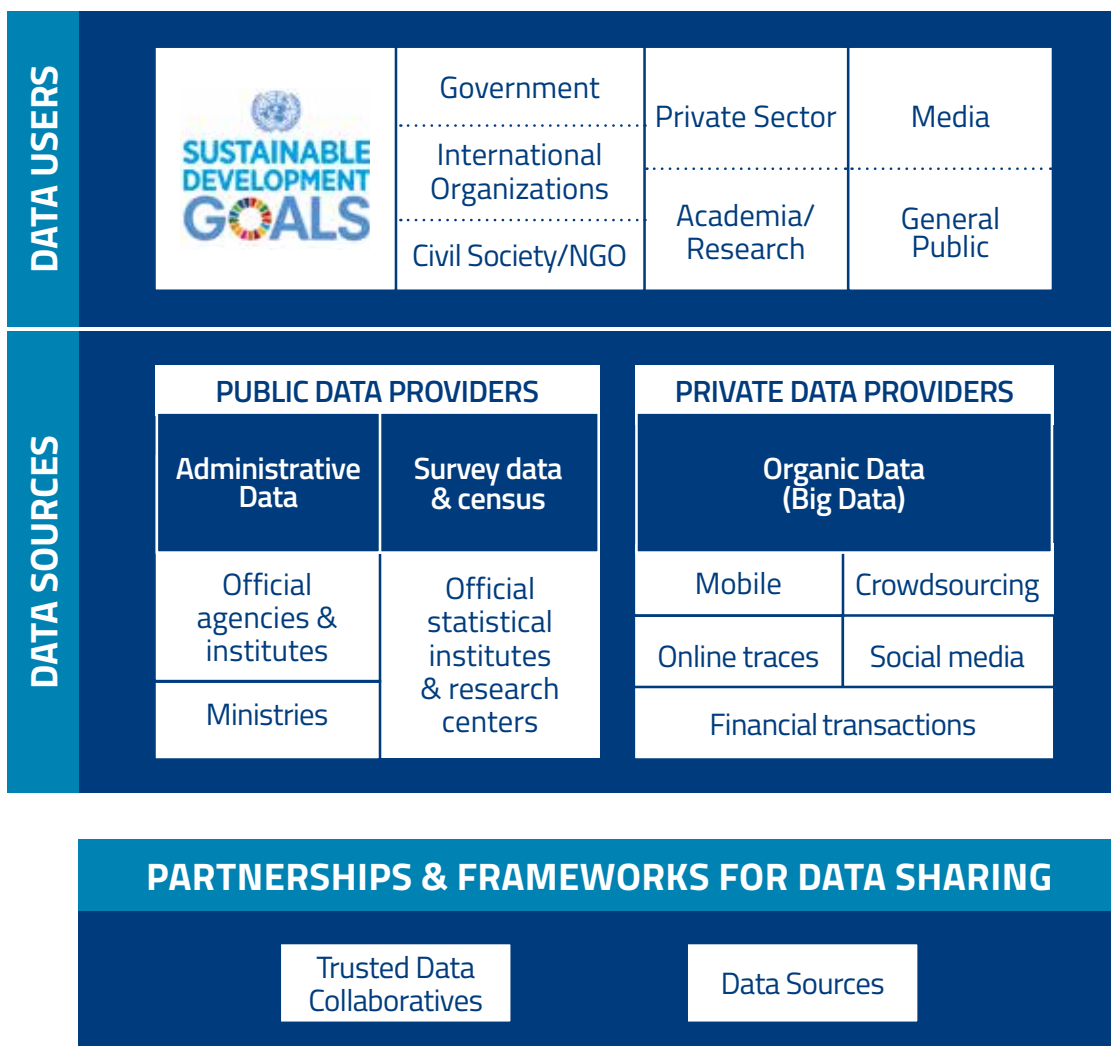 DATA USERS
SUSTAINABLE
DEVELOPMENT
GOALS
Government
International
Organizations
Civil Society/NGO
Private Sector
Academia/
Research
Media
General
Public
DATA SOURCES
PUBLIC DATA PROVIDERS
Administrative
Data
Survey data
& census
Official
agencies &
institutes
Ministries
Official
statistical
institutes
& research
centers
PRIVATE DATA PROVIDERS
Organic Data
(Big Data)
Mobile
Crowdsourcing
Online traces
Social media
Financial transactions
PARTNERSHIPS & FRAMEWORKS FOR DATA SHARING
Trusted Data
Collaboratives
Data Sources